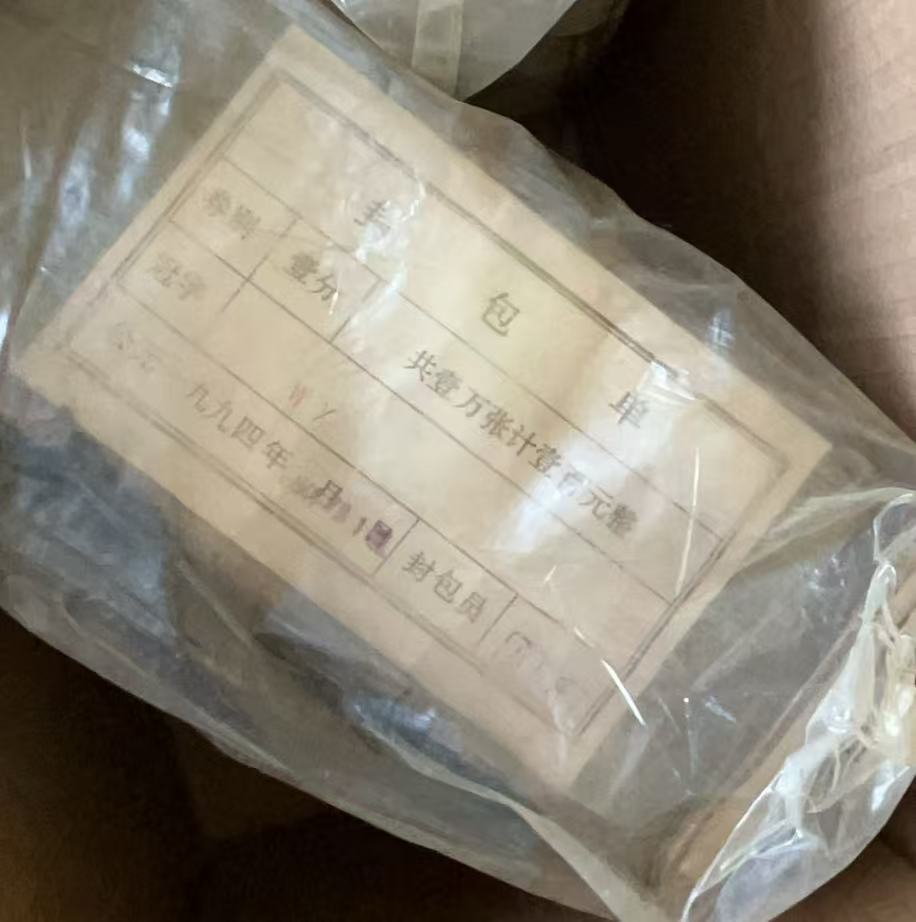 封 包 单
券别 壹分 共壹万张计壹百元整
冠字
公元 九九四年 月 1 日 封包员